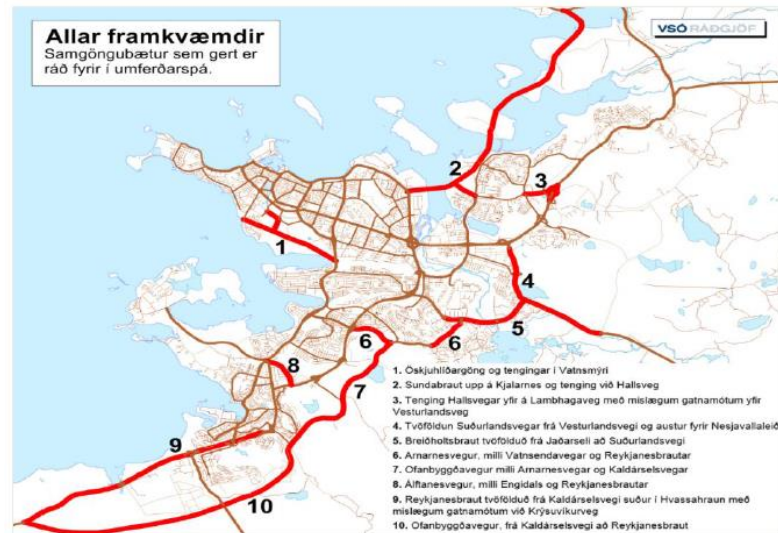 Allar framkvæmdir
Samgöngubætur sem gert er
ráð fyrir í umferðarspá.
VSÓ RÁÐGJÖF
2
3
1
4
5
6
6
8
7
9
10
1. Öskjuhlíðargöng og tengingar í Vatnsmýri
2. Sundabraut upp á Kjalarnes og tenging við Hallsveg
3. Tenging Hallsvegar yfir á Lambhagaveg með mislægum gatnamótum yfir
Vesturlandsveg
4. Tvöföldun Suðurlandsvegar frá Vesturlandsvegi og austur fyrir Nesjavallaleið
5. Breiðholtsbraut tvöfölduð frá Jaðarseli að Suðurlandsvegi
6. Arnarnesvegur, milli Vatnsendavegar og Reykjanesbrautar
7. Ofanbyggðavegur milli Arnarnesvegar og Kaldárselsvegar
8. Álftanesvegur, milli Engidals og Reykjanesbrautar
9. Reykjanesbraut tvöfölduð frá Kaldárselsvegi suður í Hvassahraun með
mislægum gatnamótum við Krýsuvíkurveg
10. Ofanbyggðavegur, frá Kaldárselsvegi að Reykjanesbraut